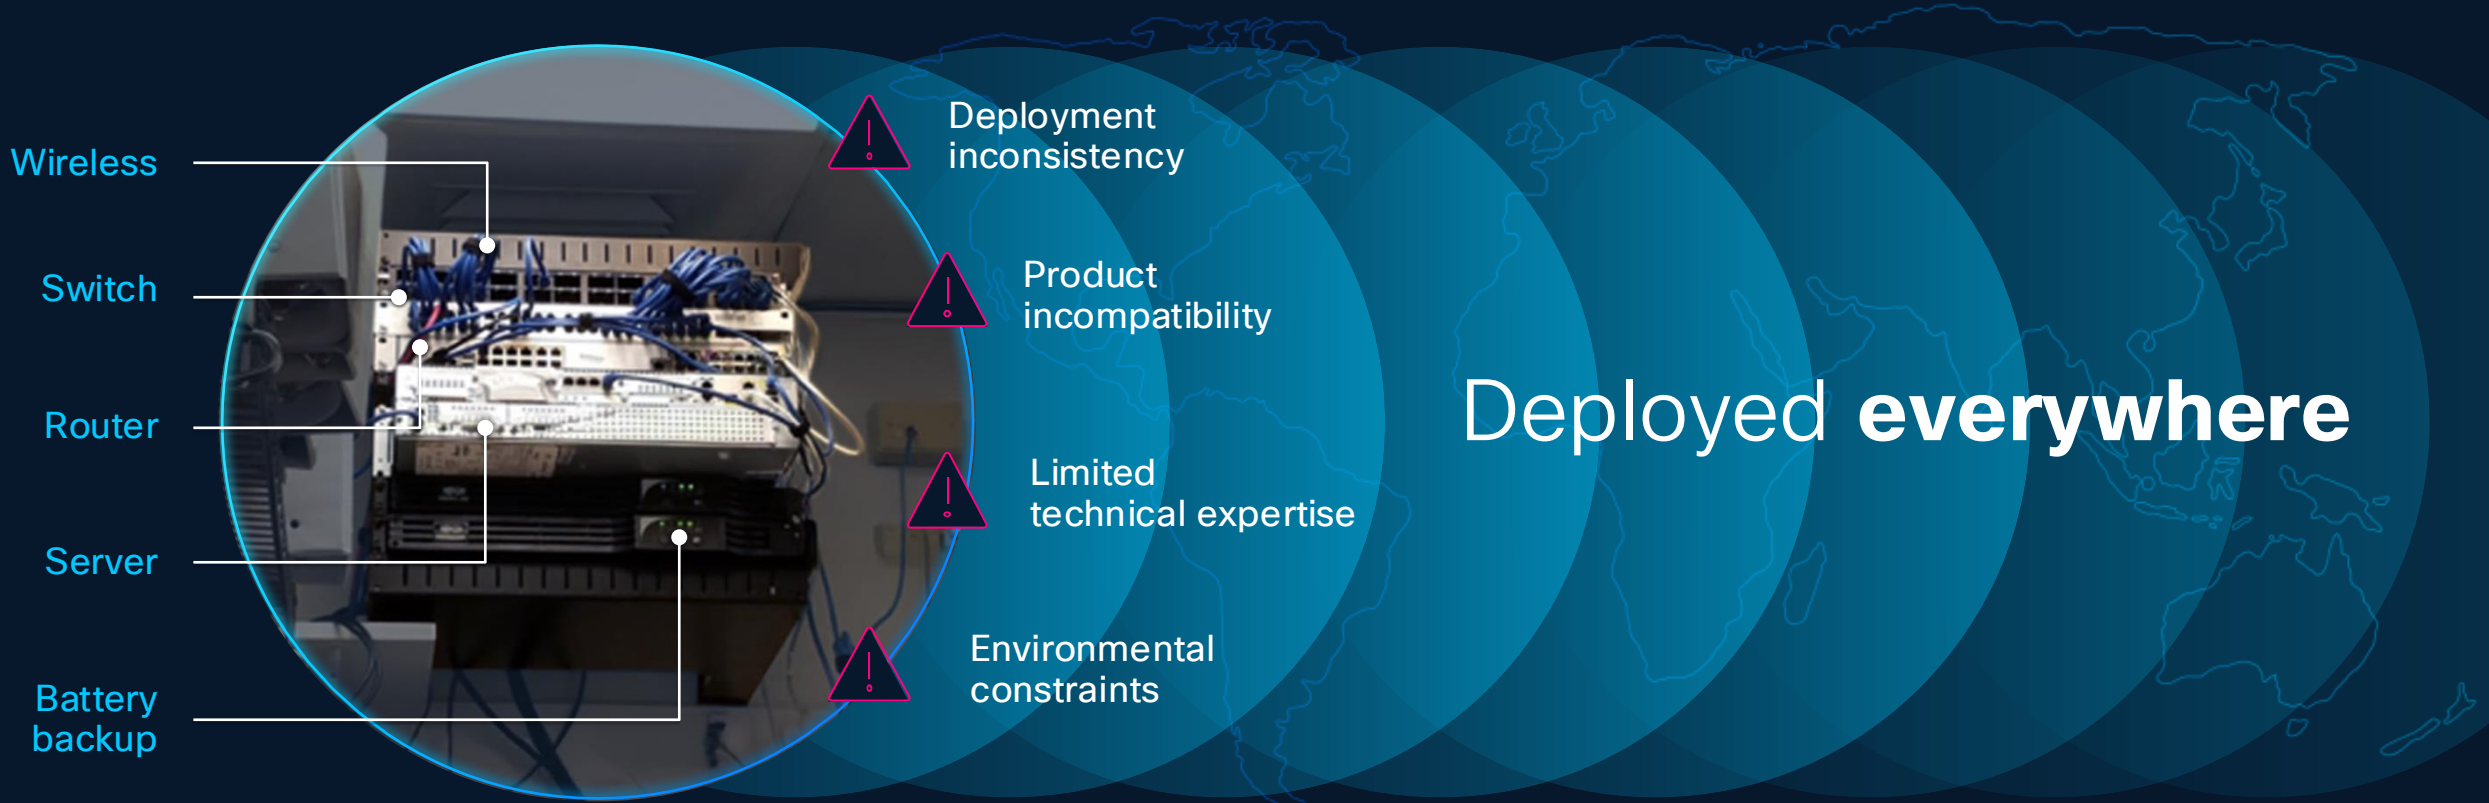 Wireless
Switch
Router
Server
Battery
backup
Deployment
inconsistency
Product
incompatibility
Limited
technical expertise
Environmental
constraints
Deployed everywhere